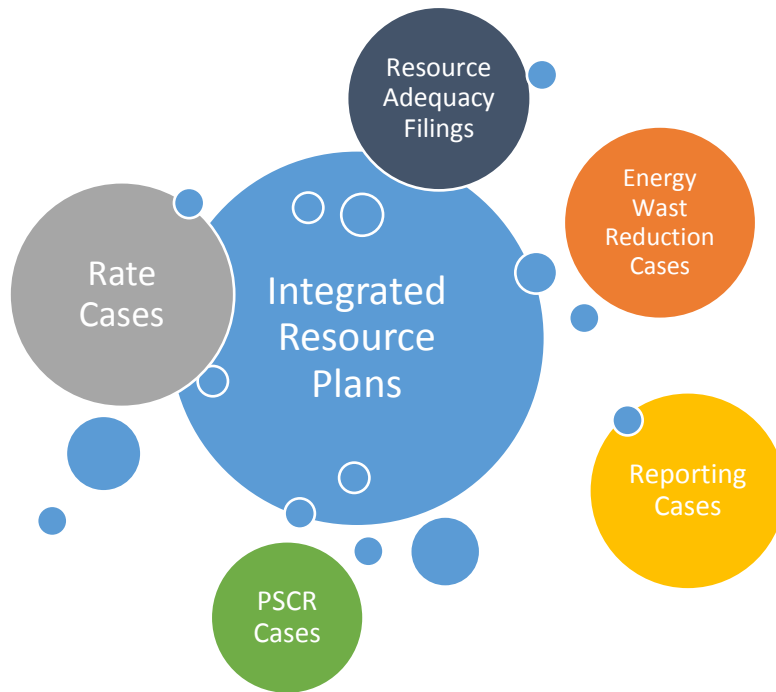 Resource
Adequacy
Filings
Energy
Wast
Reduction
Cases
Rate
Cases
Integrated
Resource
Plans
Reporting
Cases
PSCR
Cases